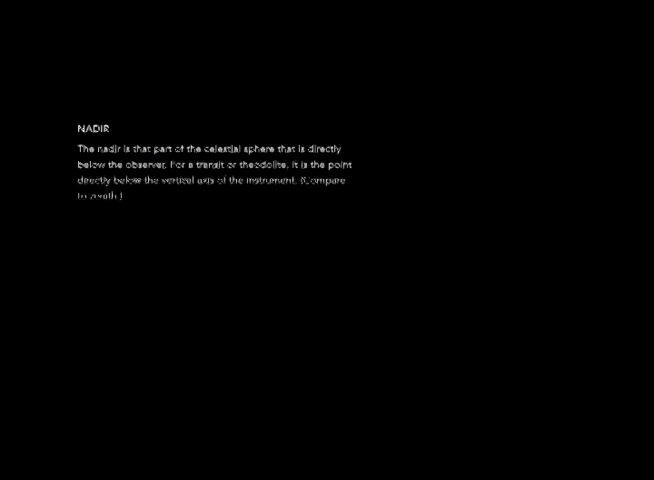 NADIR
The nadir is that part of the celestial sphere that is directly
below the observer. For a transit or theodolite, it is the point
directly below the vertical axis of the instrument. (Compare
to zenith.)